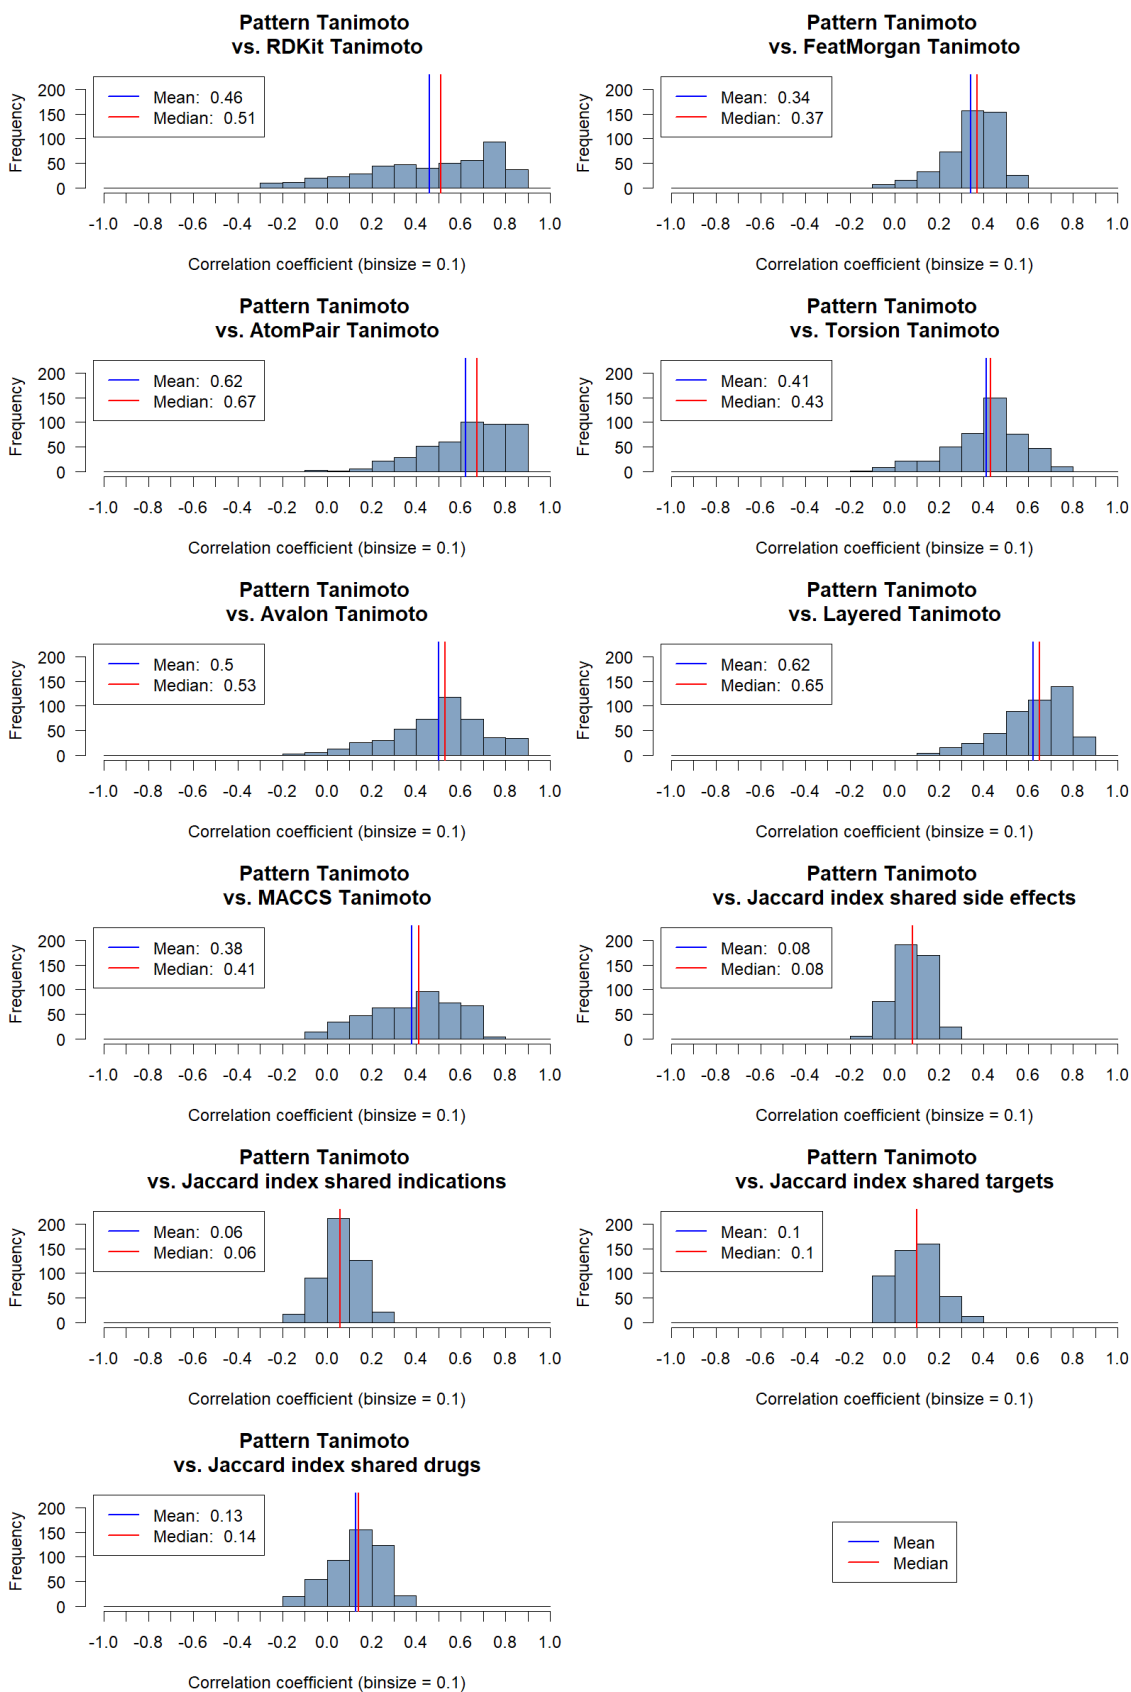 Pattern Tanimoto
vs. RDKit Tanimoto
Mean: 0.46
Median: 0.51
Frequency
200
150
100
50
0
-1.0 -0.8 -0.6 -0.4 -0.2 0.0 0.2 0.4 0.6 0.8 1.0
Correlation coefficient (binsize = 0.1)
Pattern Tanimoto
vs. FeatMorgan Tanimoto
Mean: 0.34
Median: 0.37
Frequency
200
150
100
50
0
-1.0 -0.8 -0.6 -0.4 -0.2 0.0 0.2 0.4 0.6 0.8 1.0
Correlation coefficient (binsize = 0.1)
Pattern Tanimoto
vs. AtomPair Tanimoto
Mean: 0.62
Median: 0.67
Frequency
200
150
100
50
0
-1.0 -0.8 -0.6 -0.4 -0.2 0.0 0.2 0.4 0.6 0.8 1.0
Correlation coefficient (binsize = 0.1)
Pattern Tanimoto
vs. Torsion Tanimoto
Mean: 0.41
Median: 0.43
Frequency
200
150
100
50
0
-1.0 -0.8 -0.6 -0.4 -0.2 0.0 0.2 0.4 0.6 0.8 1.0
Correlation coefficient (binsize = 0.1)
Pattern Tanimoto
vs. Avalon Tanimoto
Mean: 0.5
Median: 0.53
Frequency
200
150
100
50
0
-1.0 -0.8 -0.6 -0.4 -0.2 0.0 0.2 0.4 0.6 0.8 1.0
Correlation coefficient (binsize = 0.1)
Pattern Tanimoto
vs. Layered Tanimoto
Mean: 0.62
Median: 0.65
Frequency
200
150
100
50
0
-1.0 -0.8 -0.6 -0.4 -0.2 0.0 0.2 0.4 0.6 0.8 1.0
Correlation coefficient (binsize = 0.1)
Pattern Tanimoto
vs. MACCS Tanimoto
Mean: 0.38
Median: 0.41
Frequency
200
150
100
50
0
-1.0 -0.8 -0.6 -0.4 -0.2 0.0 0.2 0.4 0.6 0.8 1.0
Correlation coefficient (binsize = 0.1)
Pattern Tanimoto
vs. Jaccard index shared side effects
Mean: 0.08
Median: 0.08
Frequency
200
150
100
50
0
-1.0 -0.8 -0.6 -0.4 -0.2 0.0 0.2 0.4 0.6 0.8 1.0
Correlation coefficient (binsize = 0.1)
Pattern Tanimoto
vs. Jaccard index shared indications
Mean: 0.06
Median: 0.06
Frequency
200
150
100
50
0
-1.0 -0.8 -0.6 -0.4 -0.2 0.0 0.2 0.4 0.6 0.8 1.0
Correlation coefficient (binsize = 0.1)
Pattern Tanimoto
vs. Jaccard index shared targets
Mean: 0.1
Median: 0.1
Frequency
200
150
100
50
0
-1.0 -0.8 -0.6 -0.4 -0.2 0.0 0.2 0.4 0.6 0.8 1.0
Correlation coefficient (binsize = 0.1)
Pattern Tanimoto
vs. Jaccard index shared drugs
Mean: 0.13
Median: 0.14
Frequency
200
150
100
50
0
-1.0 -0.8 -0.6 -0.4 -0.2 0.0 0.2 0.4 0.6 0.8 1.0
Correlation coefficient (binsize = 0.1)
Mean
Median